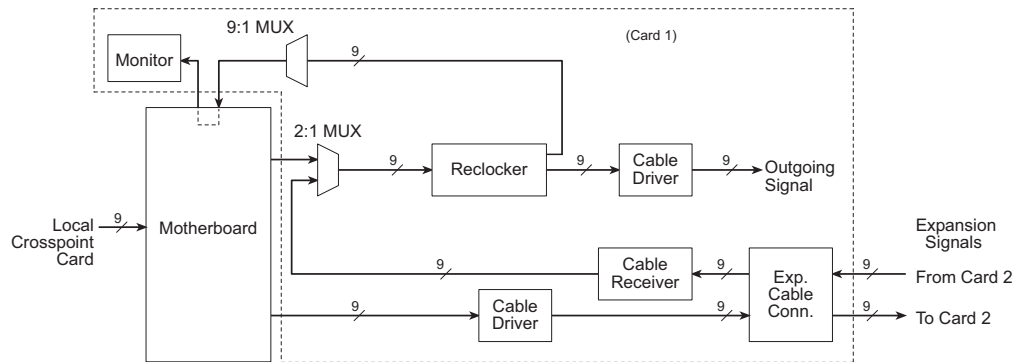 9:1 MUX
(Card 1)
9
Monitor
2:1 MUX
9
Reclocker
9
Cable
Driver
9
Outgoing
Signal
Local
Crosspoint
Card
9
Motherboard
Expansion
Signals
9
Cable
Receiver
9
Exp.
Cable
Conn.
9
From Card 2
9
Cable
Driver
9
9
To Card 2